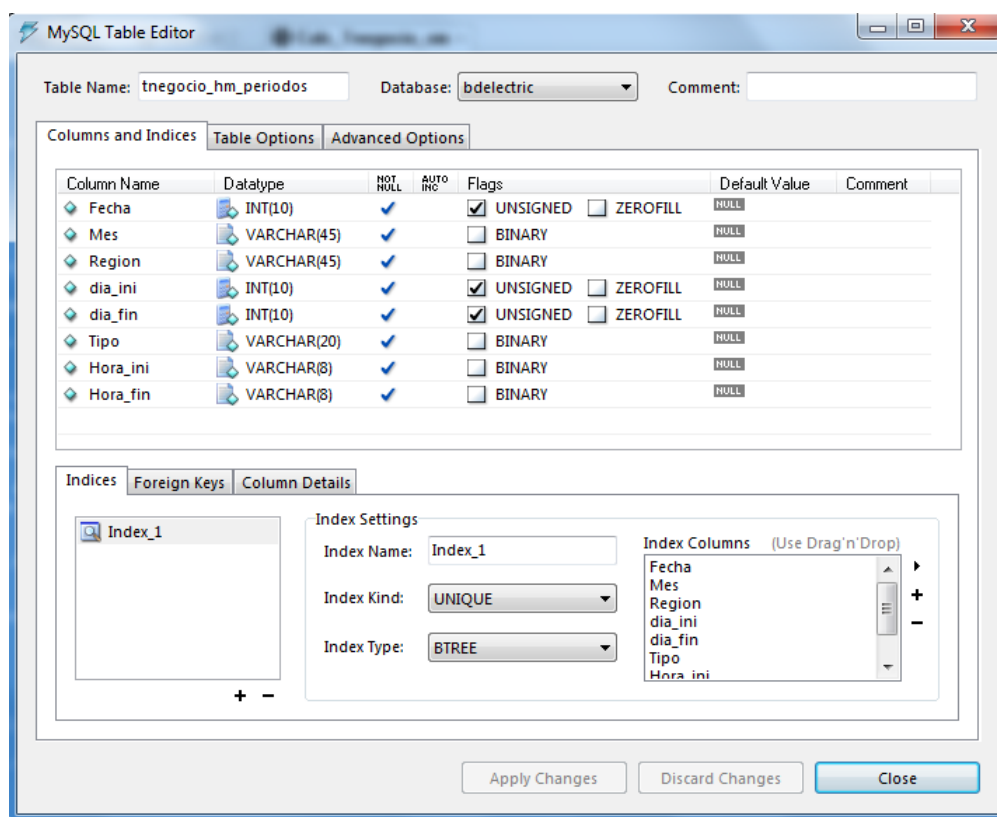 MySQL Table Editor
Table Name: tnegocio_hm_periodos Database: bdelectric Comment:
Columns and Indices Table Options Advanced Options
Column Name Datatype NOT NULL AUTO INC Flags Default Value Comment
Fecha INT(10) UNSIGNED ZEROFILL NULL
Mes VARCHAR(45) BINARY NULL
Region VARCHAR(45) BINARY NULL
dia_ini INT(10) UNSIGNED ZEROFILL NULL
dia_fin INT(10) UNSIGNED ZEROFILL NULL
Tipo VARCHAR(20) BINARY NULL
Hora_ini VARCHAR(8) BINARY NULL
Hora_fin VARCHAR(8) BINARY NULL
Indices Foreign Keys Column Details
Index_1
Index Settings
Index Name: Index_1
Index Kind: UNIQUE
Index Type: BTREE
Index Columns (Use Drag'n'Drop)
Fecha
Mes
Region
dia_ini
dia_fin
Tipo
Hora_ini
Apply Changes Discard Changes Close